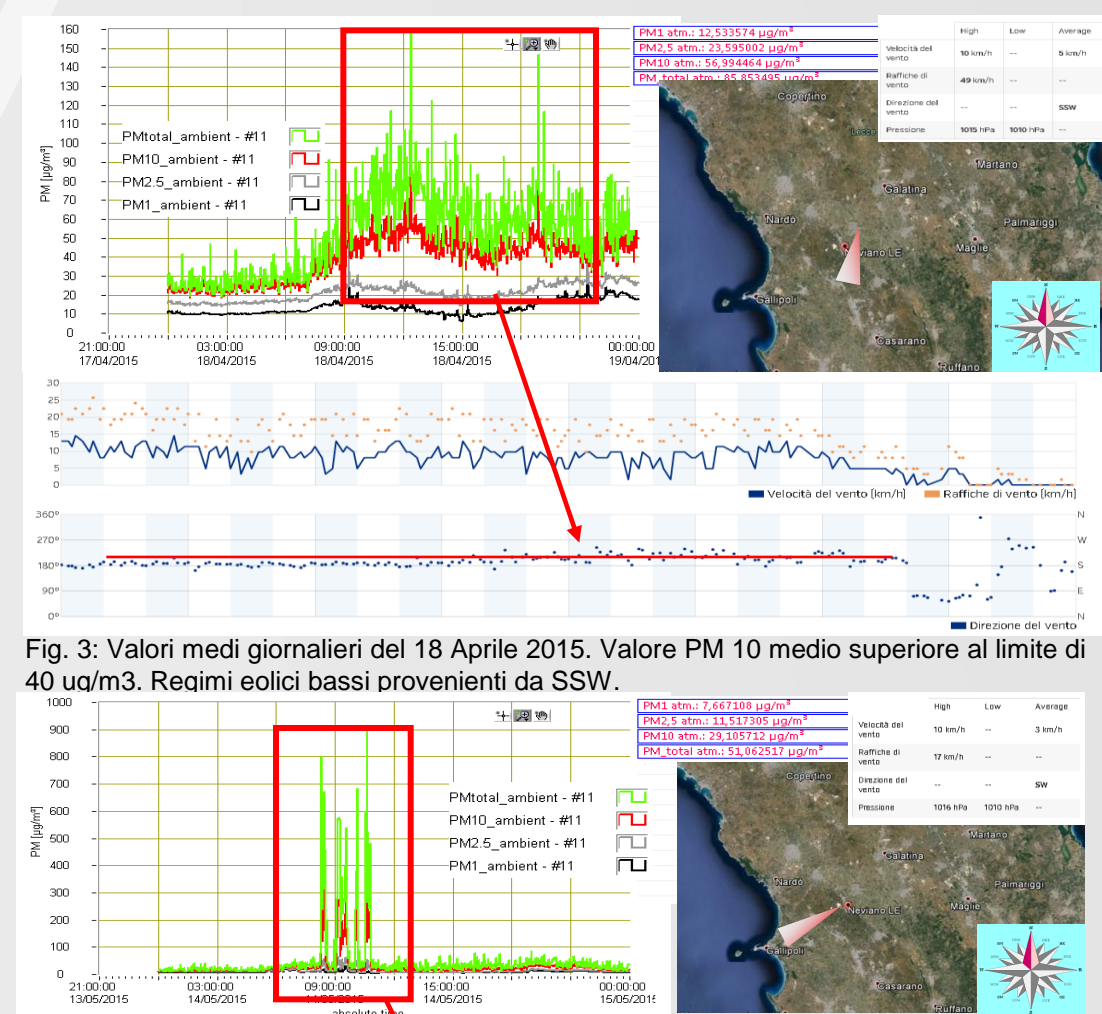 160
150
140
130
120
110
100
90
80
70
60
50
40
30
20
10
0
PM [µg/m³]
PMtotal_ambient - #11
PM10_ambient - #11
PM2.5_ambient - #11
PM1_ambient - #11
21:00:00 03:00:00 09:00:00 15:00:00 00:00:00
17/04/2015 18/04/2015 18/04/2015 18/04/2015 19/04/201
PM1 atm.: 12,533574 µg/m³
PM2,5 atm.: 23,595002 µg/m³
PM10 atm.: 56,994464 µg/m³
PM_total atm.: 85,853495 µg/m³
High Low Average
Velocità del vento 10 km/h -- 5 km/h
Raffiche di vento 49 km/h -- --
Direzione del vento -- -- SSW
Pressione 1015 hPa 1010 hPa --
Copertino
Lecce
Martano
Galatina
Nardò
Palmariggi
Neviano LE
Maglie
Gallipoli
Casarano
Ruffano
30
25
20
15
10
5
0
Velocità del vento (km/h) Raffiche di vento (km/h)
360° N
270° W
180° S
90° E
0° N
Direzione del vento
Fig. 3: Valori medi giornalieri del 18 Aprile 2015. Valore PM 10 medio superiore al limite di
40 ug/m3. Regimi eolici bassi provenienti da SSW.
1000
900
800
700
600
500
400
300
200
100
0
PM [µg/m³]
PMtotal_ambient - #11
PM10_ambient - #11
PM2.5_ambient - #11
PM1_ambient - #11
21:00:00 03:00:00 09:00:00 15:00:00 00:00:00
13/05/2015 14/05/2015 14/05/2015 14/05/2015 15/05/201
absolute time
PM1 atm.: 7,667108 µg/m³
PM2,5 atm.: 11,517305 µg/m³
PM10 atm.: 29,105712 µg/m³
PM_total atm.: 51,062517 µg/m³
High Low Average
Velocità del vento 10 km/h -- 3 km/h
Raffiche di vento 17 km/h -- --
Direzione del vento -- -- SW
Pressione 1016 hPa 1010 hPa --
Copertino
Martano
Galatina
Nardò
Palmariggi
Neviano LE
Maglie
Gallipoli
Casarano
Ruffano